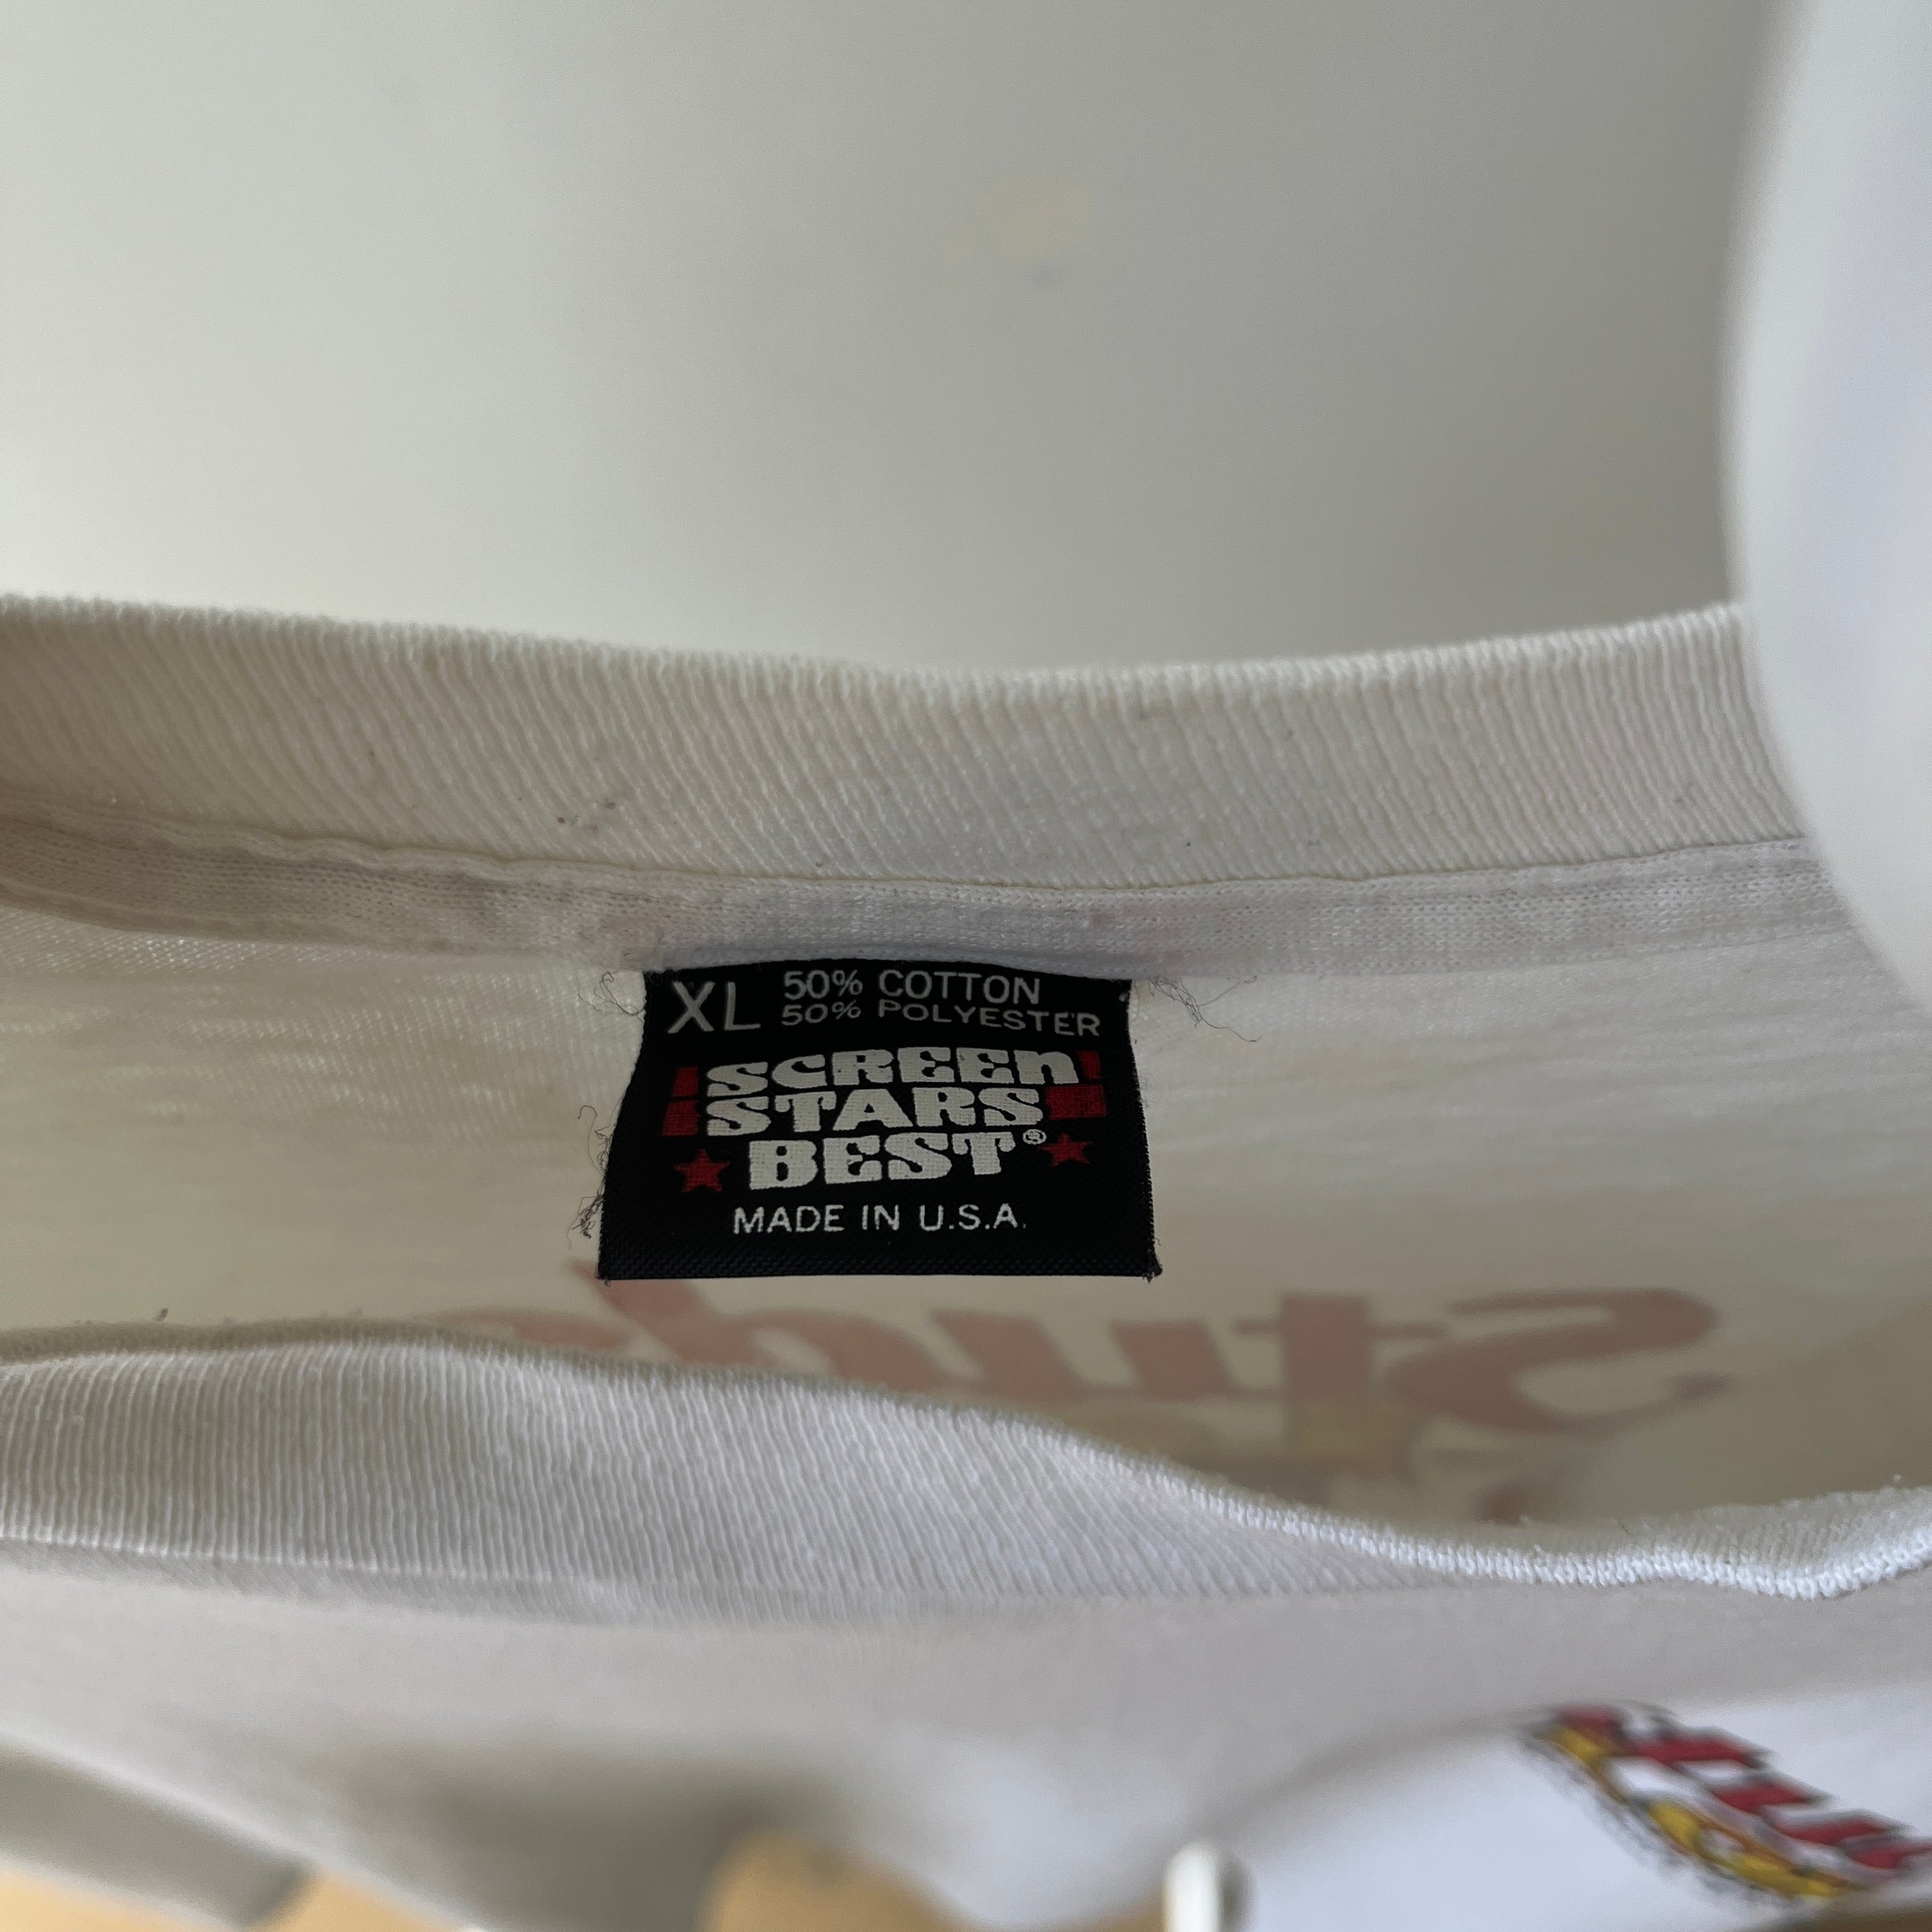 XL 50% COTTON
50% POLYESTER
SCREEN
STARS
BEST®
MADE IN U.S.A.